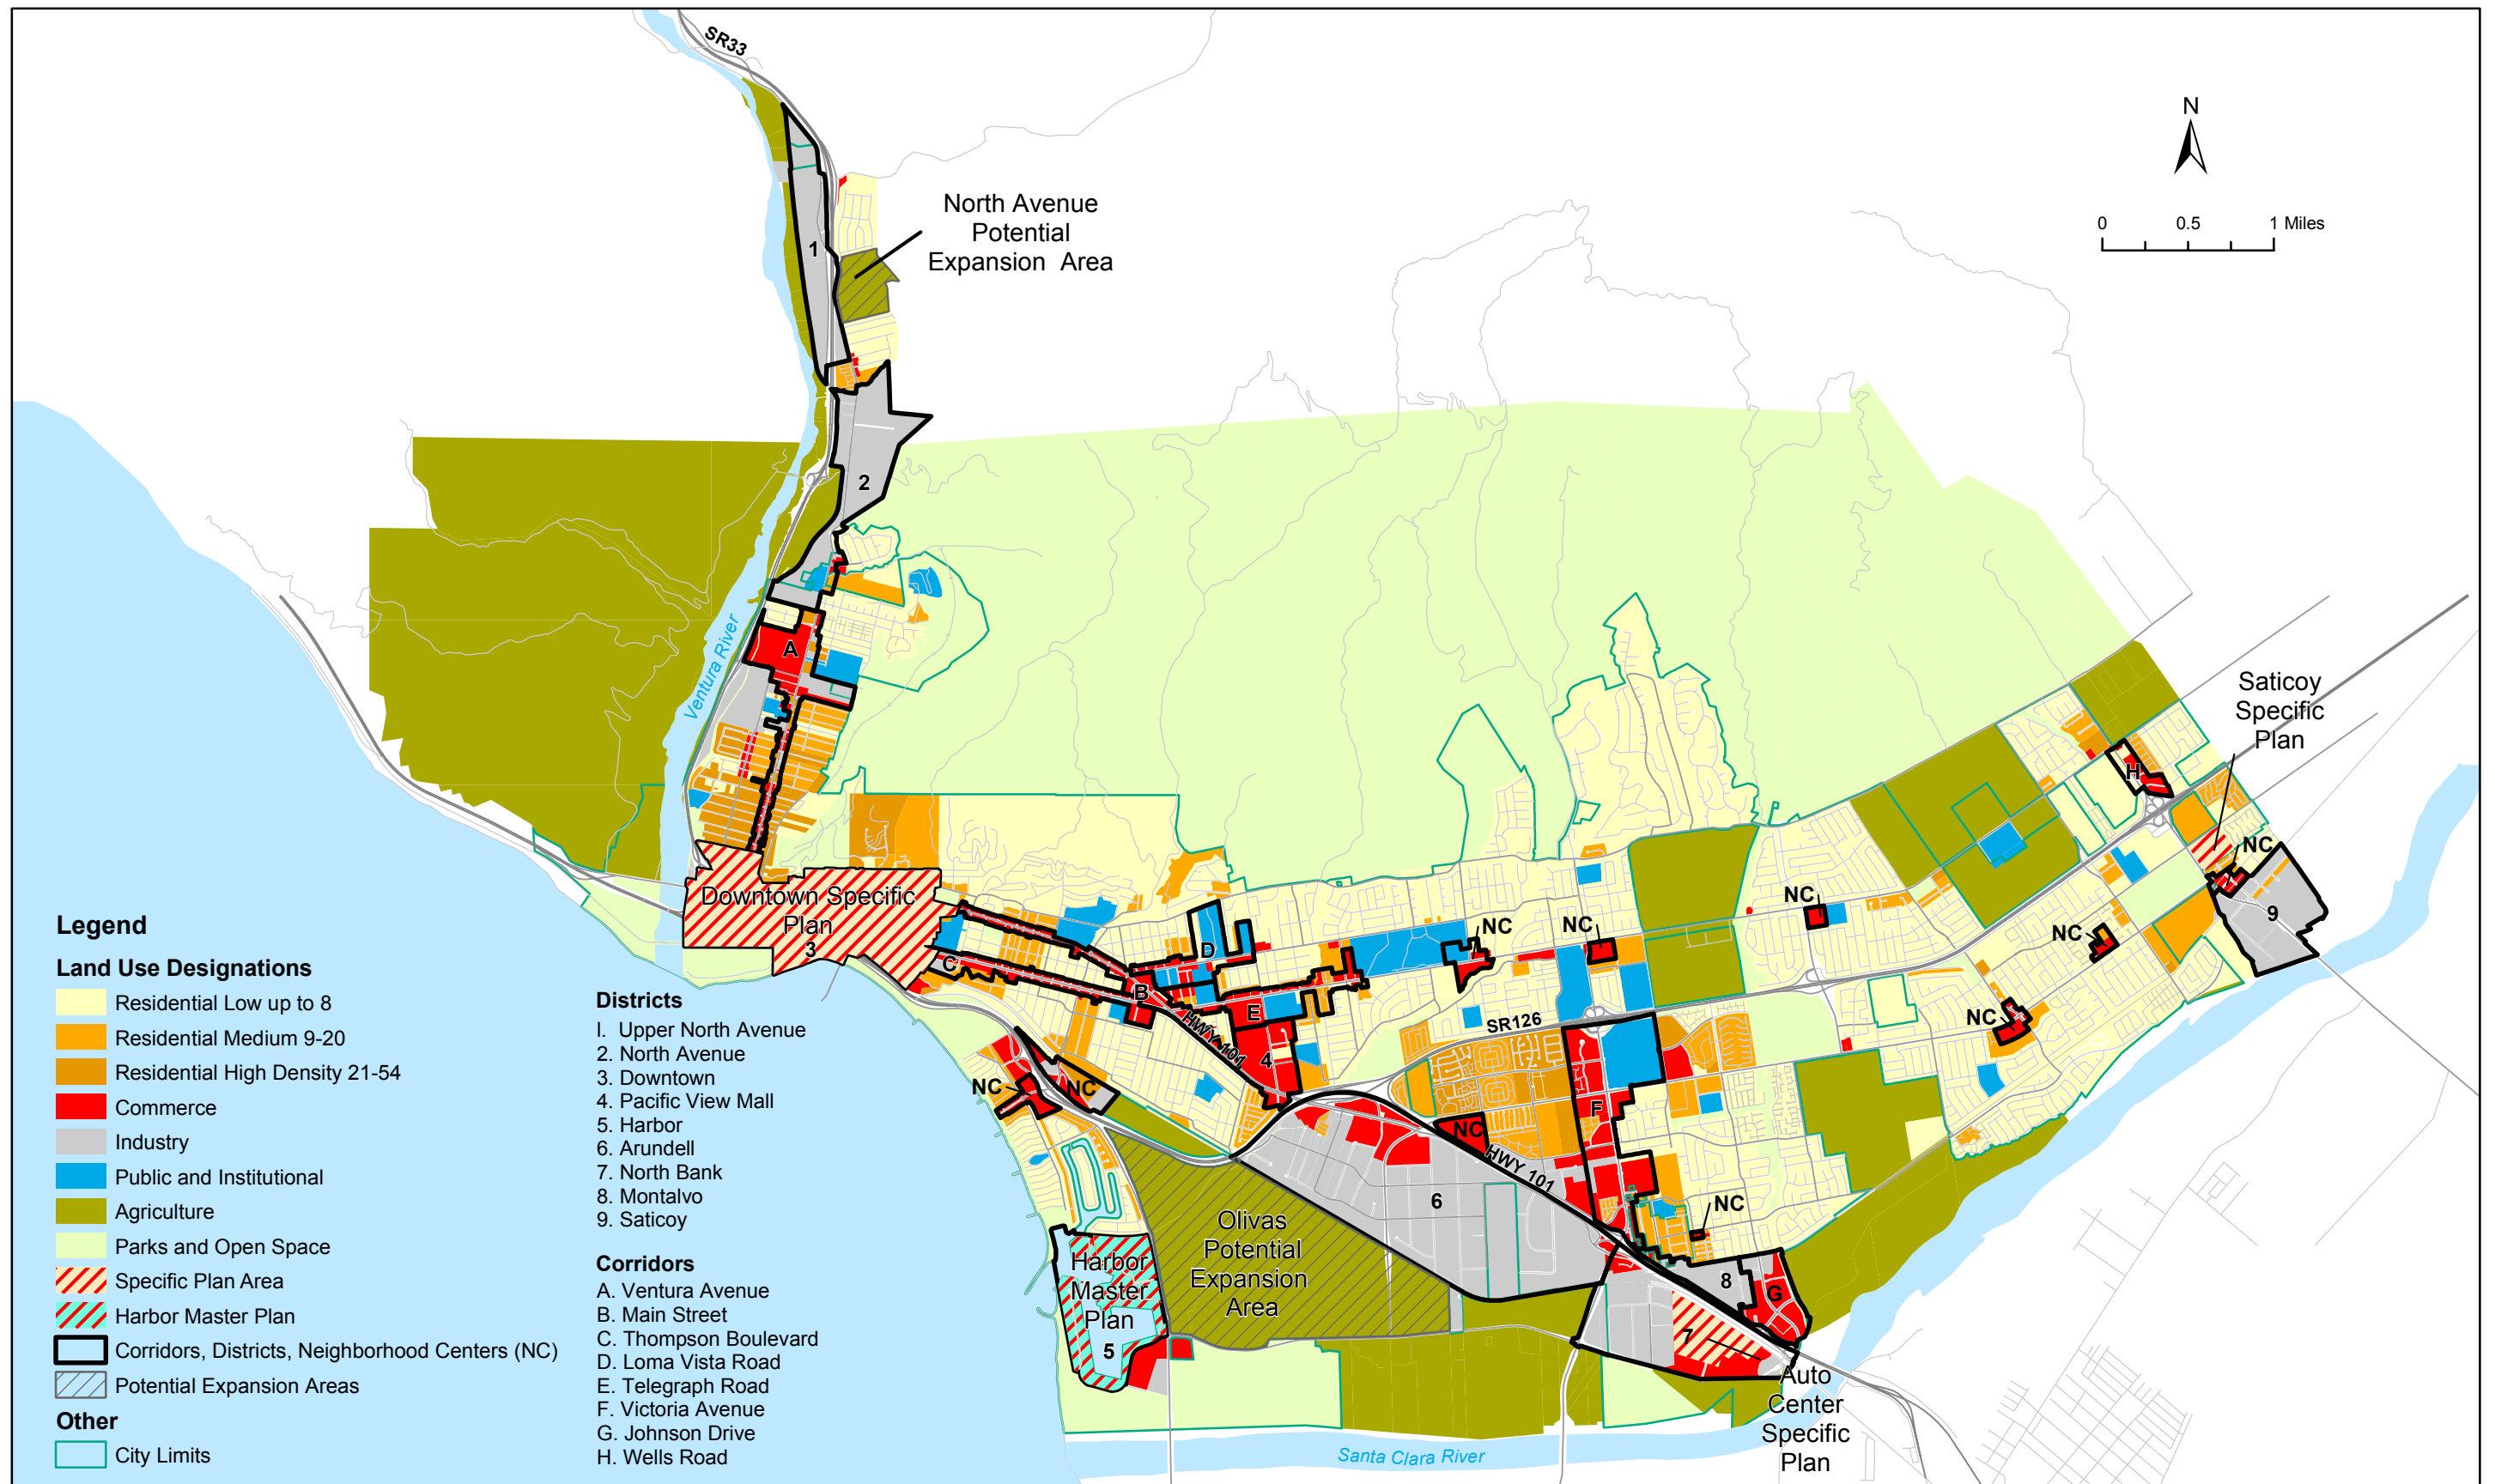 SR33
N
0 0.5 1 Miles
North Avenue
Potential
Expansion Area
1
2
A
Ventura River
Saticoy
Specific
Plan
H
NC
9
NC
NC
NC
NC
NC
Downtown Specific
Plan
3
C
D
B
E
HWY 101
4
SR126
NC
NC
F
NC
HWY 101
6
NC
Olivas
Potential
Expansion
Area
Harbor
Master
Plan
5
8
G
7
Auto
Center
Specific
Plan
Santa Clara River
Legend
Land Use Designations
Residential Low up to 8
Residential Medium 9-20
Residential High Density 21-54
Commerce
Industry
Public and Institutional
Agriculture
Parks and Open Space
Specific Plan Area
Harbor Master Plan
Corridors, Districts, Neighborhood Centers (NC)
Potential Expansion Areas
Other
City Limits
Districts
I. Upper North Avenue
2. North Avenue
3. Downtown
4. Pacific View Mall
5. Harbor
6. Arundell
7. North Bank
8. Montalvo
9. Saticoy
Corridors
A. Ventura Avenue
B. Main Street
C. Thompson Boulevard
D. Loma Vista Road
E. Telegraph Road
F. Victoria Avenue
G. Johnson Drive
H. Wells Road